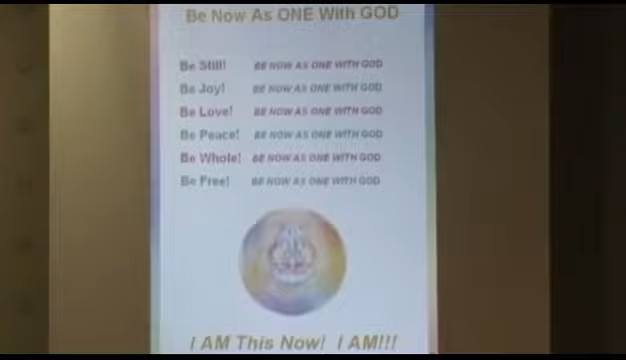 Be Now As ONE With GOD
Be Still! BE NOW AS ONE WITH GOD
Be Joy! BE NOW AS ONE WITH GOD
Be Love! BE NOW AS ONE WITH GOD
Be Peace! BE NOW AS ONE WITH GOD
Be Whole! BE NOW AS ONE WITH GOD
Be Free! BE NOW AS ONE WITH GOD
I AM This Now! I AM!!!